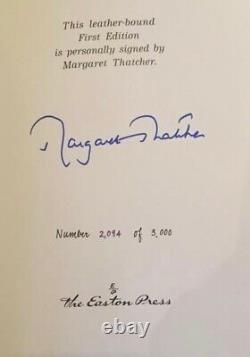 This leather-bound
First Edition
is personally signed by
Margaret Thatcher.
Margaret Thatcher
Number 2,094 of 3,000
The Easton Press